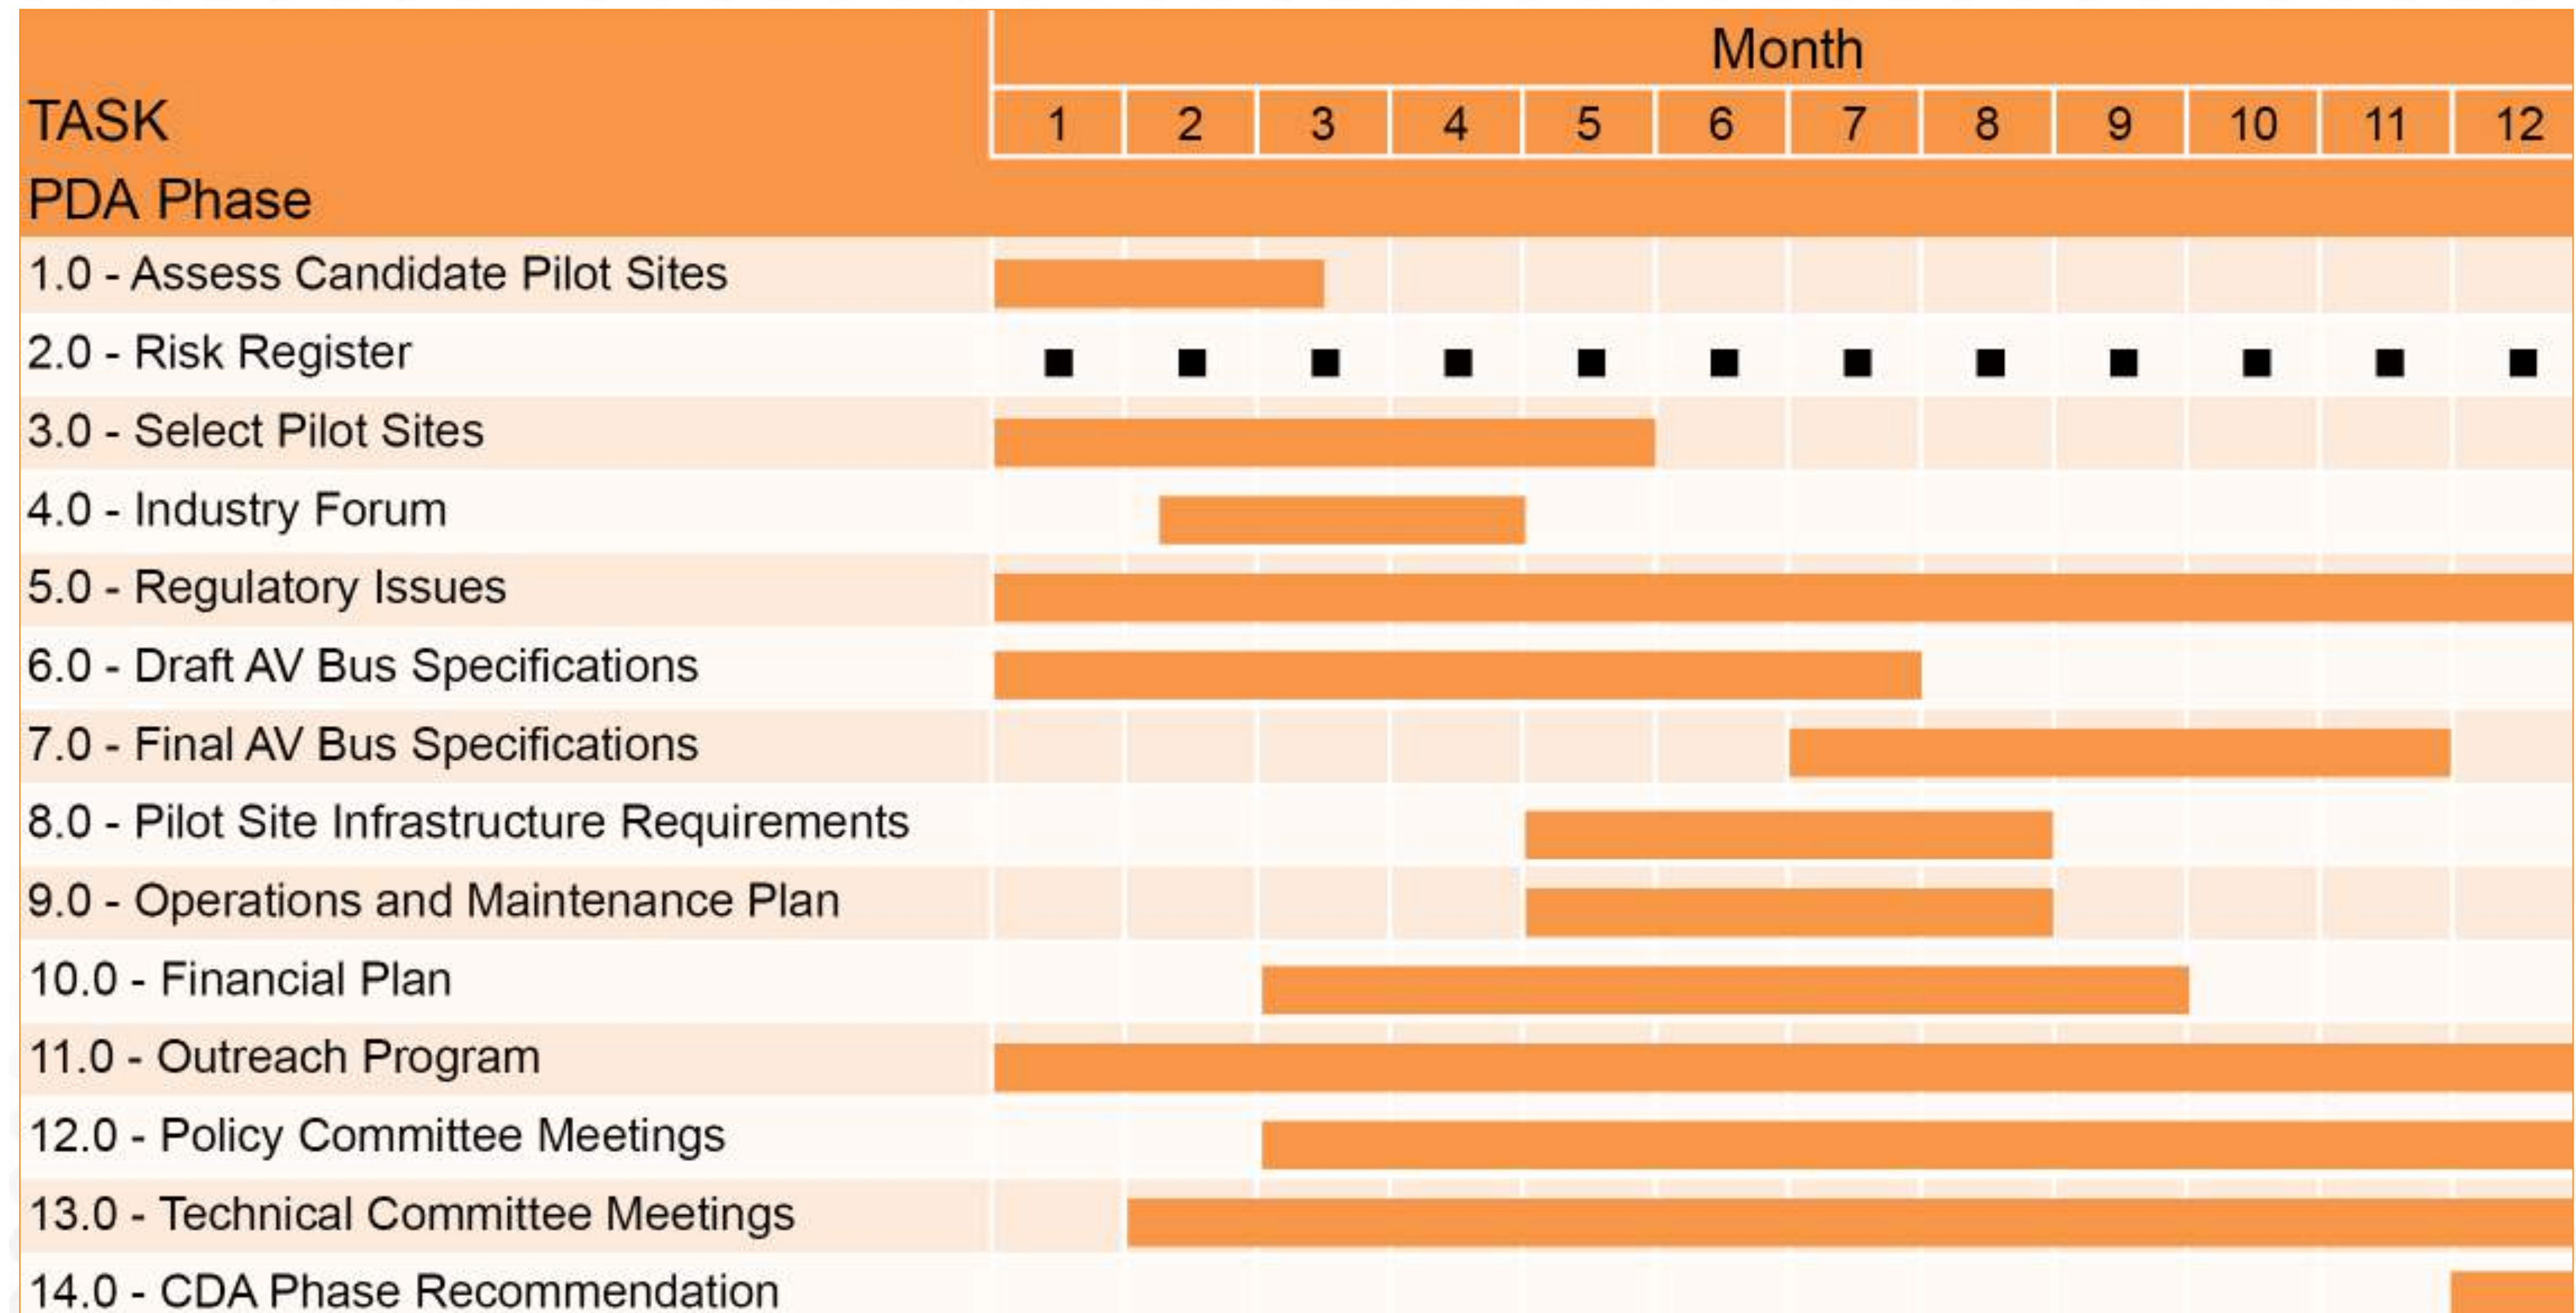 Month
TASK
1 2 3 4 5 6 7 8 9 10 11 12
PDA Phase
1.0 - Assess Candidate Pilot Sites
2.0 - Risk Register
3.0 - Select Pilot Sites
4.0 - Industry Forum
5.0 - Regulatory Issues
6.0 - Draft AV Bus Specifications
7.0 - Final AV Bus Specifications
8.0 - Pilot Site Infrastructure Requirements
9.0 - Operations and Maintenance Plan
10.0 - Financial Plan
11.0 - Outreach Program
12.0 - Policy Committee Meetings
13.0 - Technical Committee Meetings
14.0 - CDA Phase Recommendation